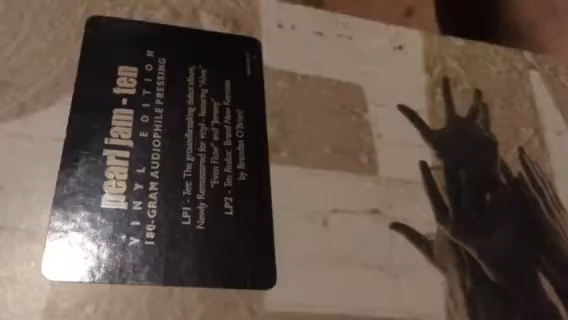 pearl jam - ten
VINYL EDITION
180-GRAM AUDIOPHILE PRESSING
LP1 - Ten: The groundbreaking debut album,
Newly Remastered for vinyl - featuring "Alive"
"Even Flow" and "Jeremy"
LP2 - Ten Redux: Brand New Remixes
by Brendan O'Brien!